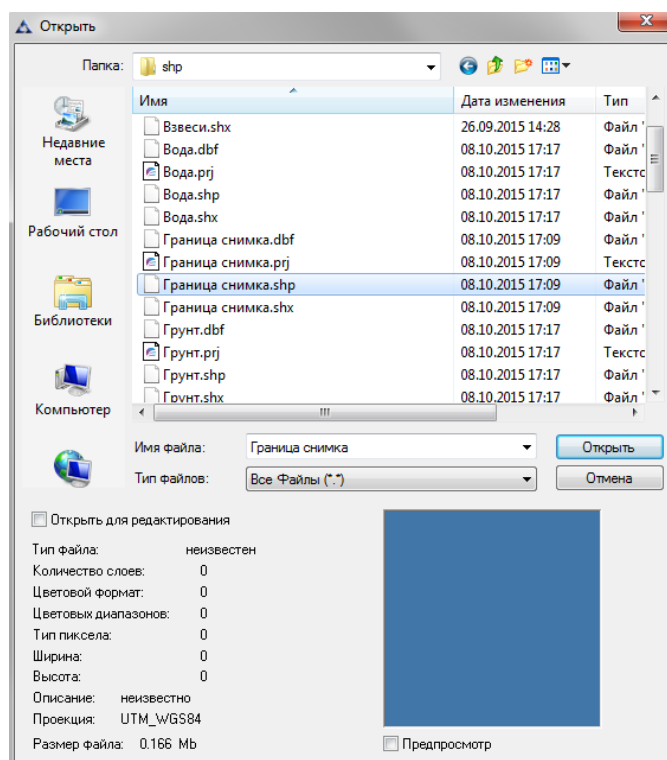 Открыть
Папка: shp
Имя Дата изменения Тип
Взвеси.shx 26.09.2015 14:28 Файл '
Вода.dbf 08.10.2015 17:17 Файл '
Вода.prj 08.10.2015 17:17 Тексто
Вода.shp 08.10.2015 17:17 Файл '
Вода.shx 08.10.2015 17:17 Файл '
Граница снимка.dbf 08.10.2015 17:09 Файл '
Граница снимка.prj 08.10.2015 17:09 Тексто
Граница снимка.shp 08.10.2015 17:09 Файл '
Граница снимка.shx 08.10.2015 17:09 Файл '
Грунт.dbf 08.10.2015 17:17 Файл '
Грунт.prj 08.10.2015 17:17 Тексто
Грунт.shp 08.10.2015 17:17 Файл '
Грунт.shx 08.10.2015 17:17 Файл '
Недавние
места
Рабочий стол
Библиотеки
Компьютер
Имя файла: Граница снимка Открыть
Тип файлов: Все Файлы (*.*) Отмена
Открыть для редактирования
Тип файла: неизвестен
Количество слоев: 0
Цветовой формат: 0
Цветовых диапазонов: 0
Тип пиксела: 0
Ширина: 0
Высота: 0
Описание: неизвестно
Проекция: UTM_WGS84
Размер файла: 0.166 Mb
Предпросмотр